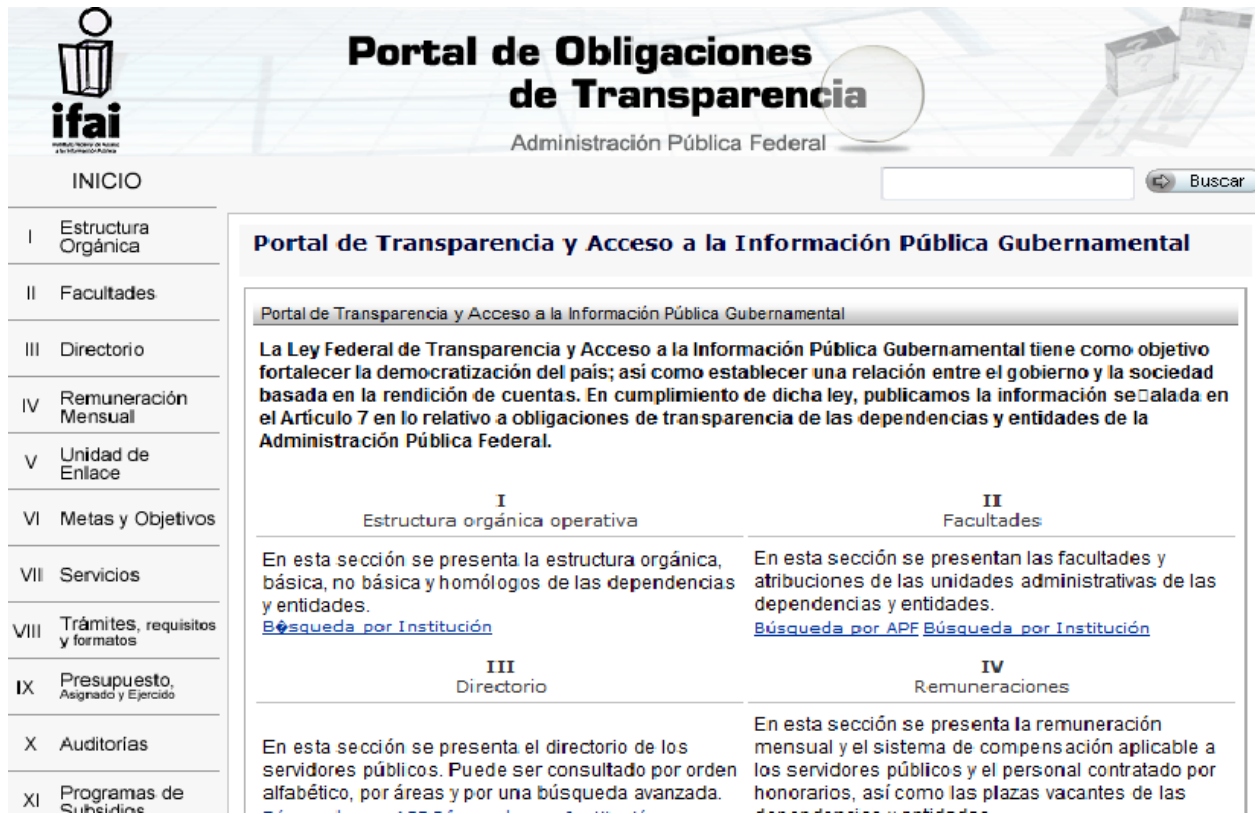 Portal de Obligaciones
de Transparencia
Administración Pública Federal
ifai
Instituto Federal de Acceso
a la Información Pública
INICIO
Buscar
I Estructura
Orgánica
II Facultades
III Directorio
IV Remuneración
Mensual
V Unidad de
Enlace
VI Metas y Objetivos
VII Servicios
VIII Trámites, requisitos
y formatos
IX Presupuesto,
Asignado y Ejercido
X Auditorías
XI Programas de
Subsidios
Portal de Transparencia y Acceso a la Información Pública Gubernamental
Portal de Transparencia y Acceso a la Información Pública Gubernamental
La Ley Federal de Transparencia y Acceso a la Información Pública Gubernamental tiene como objetivo
fortalecer la democratización del país; así como establecer una relación entre el gobierno y la sociedad
basada en la rendición de cuentas. En cumplimiento de dicha ley, publicamos la información se□alada en
el Artículo 7 en lo relativo a obligaciones de transparencia de las dependencias y entidades de la
Administración Pública Federal.
I
Estructura orgánica operativa
En esta sección se presenta la estructura orgánica,
básica, no básica y homólogos de las dependencias
y entidades.
B�squeda por Institución
II
Facultades
En esta sección se presentan las facultades y
atribuciones de las unidades administrativas de las
dependencias y entidades.
Búsqueda por APF Búsqueda por Institución
III
Directorio
En esta sección se presenta el directorio de los
servidores públicos. Puede ser consultado por orden
alfabético, por áreas y por una búsqueda avanzada.
IV
Remuneraciones
En esta sección se presenta la remuneración
mensual y el sistema de compensación aplicable a
los servidores públicos y el personal contratado por
honorarios, así como las plazas vacantes de las
dependencias y entidades.